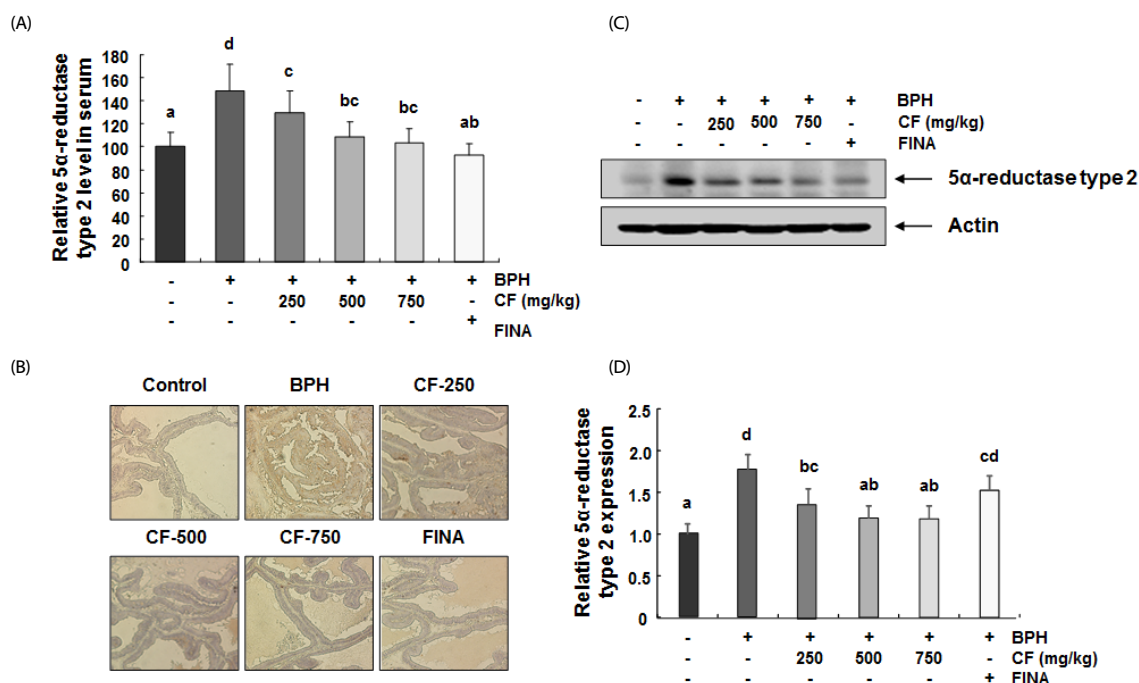 (A)
Relative 5α-reductase
type 2 level in serum
180
160
140
120
100
80
60
40
20
0
a
d
c
bc
bc
ab
- + + + + + BPH
- - 250 500 750 - CF (mg/kg)
- - - - - + FINA
(B)
Control BPH CF-250
CF-500 CF-750 FINA
(C)
- + + + + + BPH
- - 250 500 750 - CF (mg/kg)
- - - - - + FINA
5α-reductase type 2
Actin
(D)
Relative 5α-reductase
type 2 expression
2.5
2.0
1.5
1.0
0.5
0.0
a
d
bc
ab
ab
cd
- + + + + + BPH
- - 250 500 750 - CF (mg/kg)
- - - - - + FINA